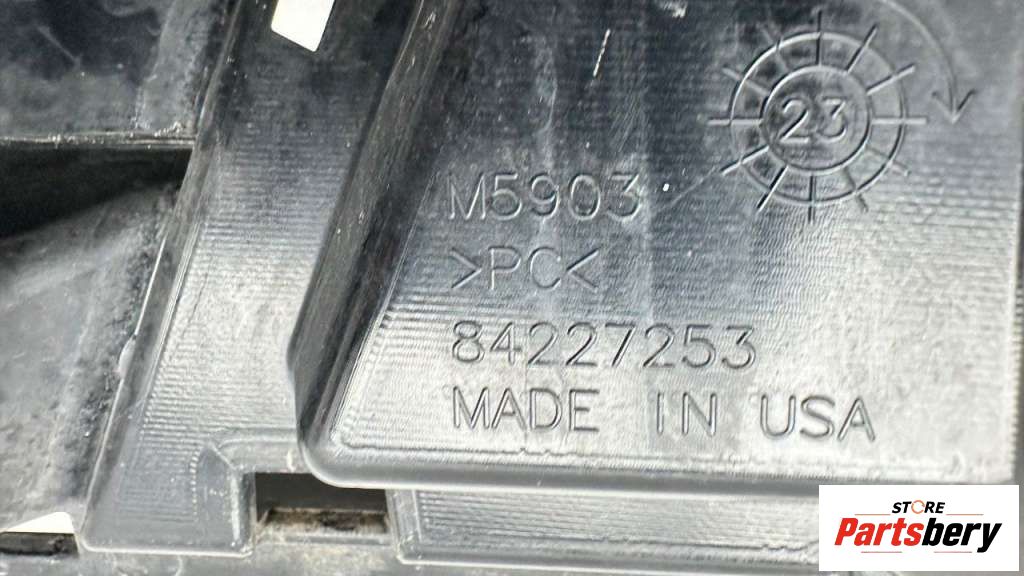 23
M5903
>PC<
84227253
MADE IN USA
STORE
Partsbery